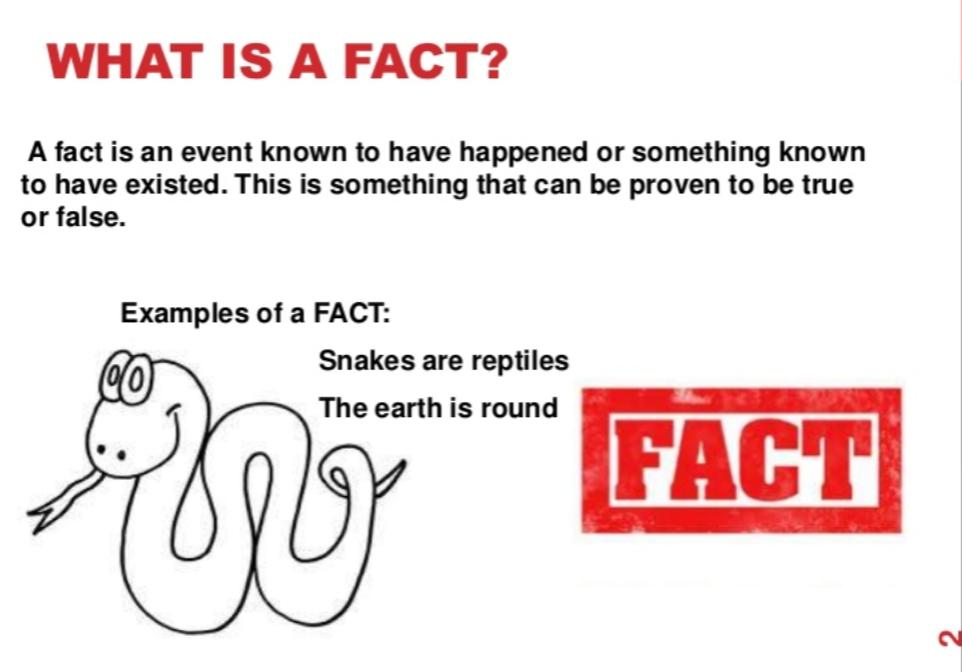 WHAT IS A FACT?
A fact is an event known to have happened or something known
to have existed. This is something that can be proven to be true
or false.
Examples of a FACT:
Snakes are reptiles
The earth is round
FACT
2